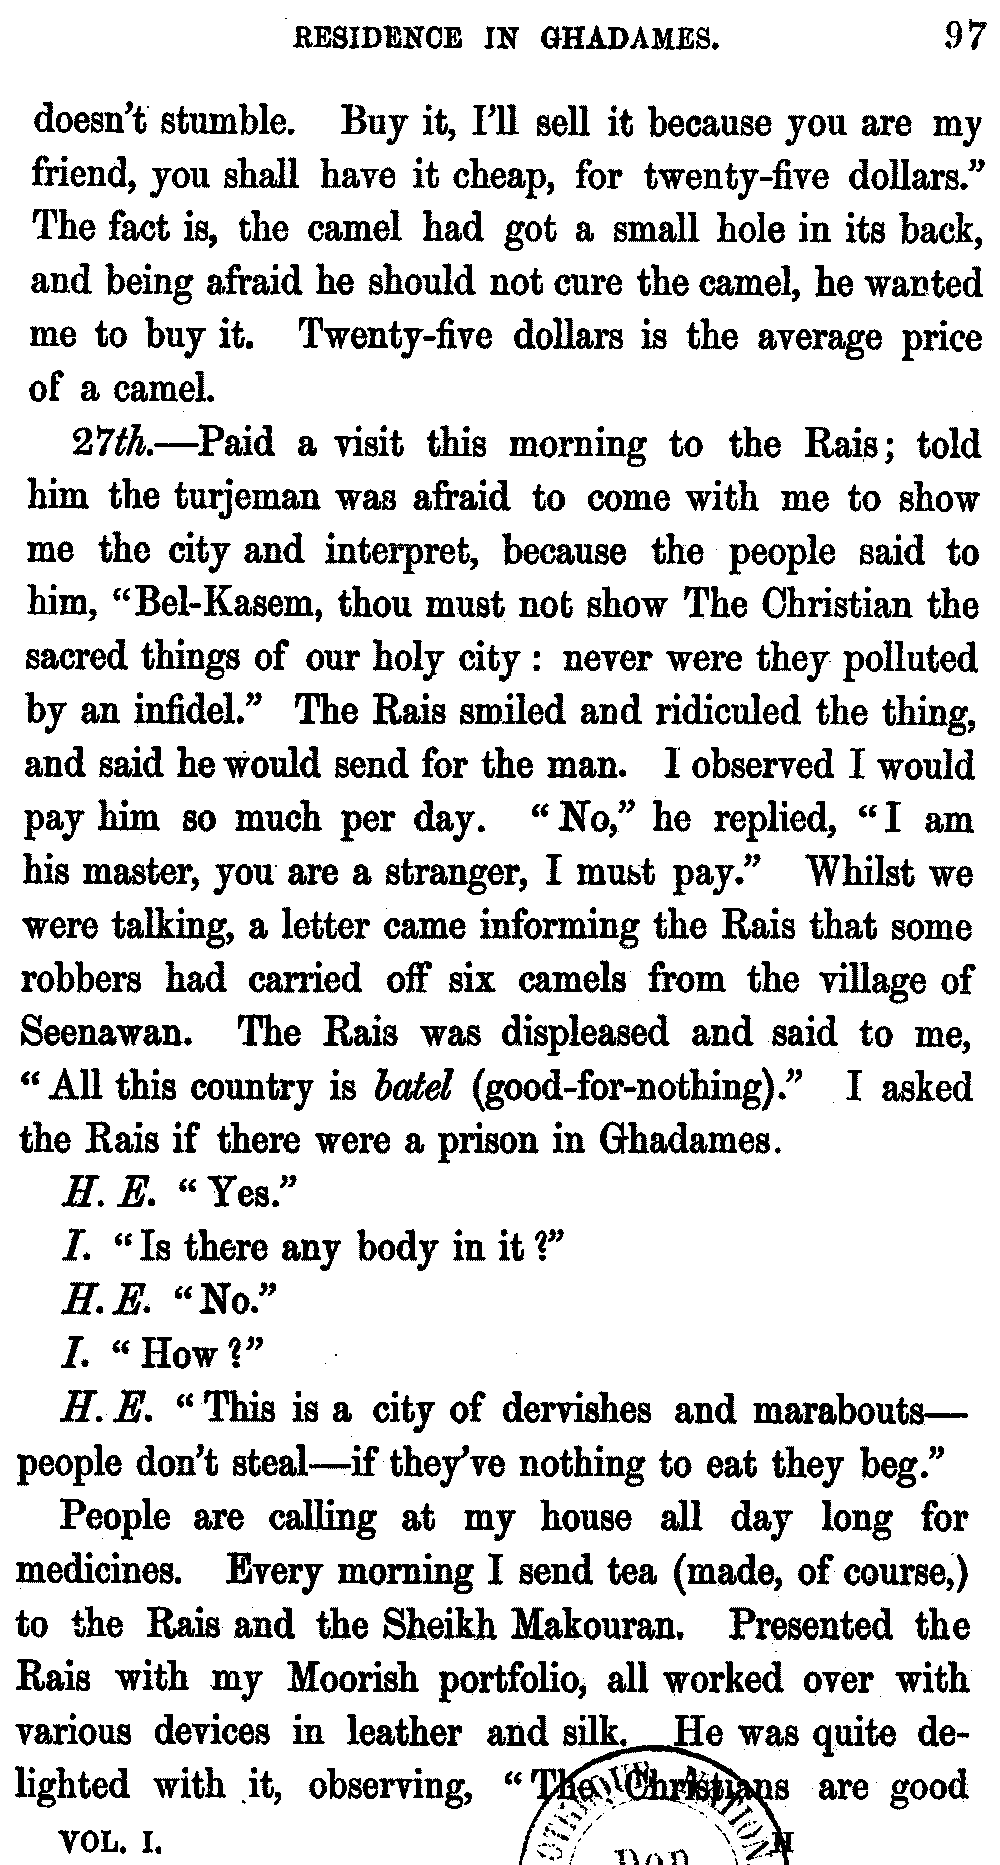 RESIDENCE IN GHADAMES. 97
doesn't stumble. Buy it, I'll sell it because you are my
friend, you shall have it cheap, for twenty-five dollars."
The fact is, the camel had got a small hole in its back,
and being afraid he should not cure the camel, he wanted
me to buy it. Twenty-five dollars is the average price
of a camel.
27th.—Paid a visit this morning to the Rais; told
him the turjeman was afraid to come with me to show
me the city and interpret, because the people said to
him, "Bel-Kasem, thou must not show The Christian the
sacred things of our holy city : never were they polluted
by an infidel." The Rais smiled and ridiculed the thing,
and said he would send for the man. I observed I would
pay him so much per day. "No," he replied, "I am
his master, you are a stranger, I must pay." Whilst we
were talking, a letter came informing the Rais that some
robbers had carried off six camels from the village of
Seenawan. The Rais was displeased and said to me,
"All this country is batel (good-for-nothing)." I asked
the Rais if there were a prison in Ghadames.
H. E. "Yes."
I. "Is there any body in it?"
H. E. "No."
I. "How?"
H. E. "This is a city of dervishes and marabouts—
people don't steal—if they've nothing to eat they beg."
People are calling at my house all day long for
medicines. Every morning I send tea (made, of course,)
to the Rais and the Sheikh Makouran. Presented the
Rais with my Moorish portfolio, all worked over with
various devices in leather and silk. He was quite de-
lighted with it, observing, "The Christians are good
VOL. I. H
DON